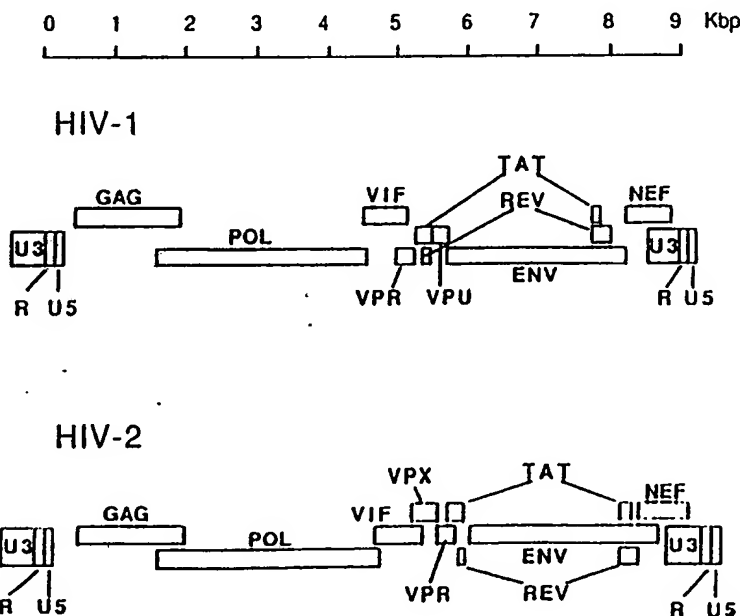 0 1 2 3 4 5 6 7 8 9 Kbp
HIV-1
TAT
GAG VIF REV NEF
U3 POL U3
ENV
R U5 VPR VPU R U5
HIV-2
VPX TAT
GAG VIF NEF
U3 POL ENV U3
R U5 VPR REV R U5